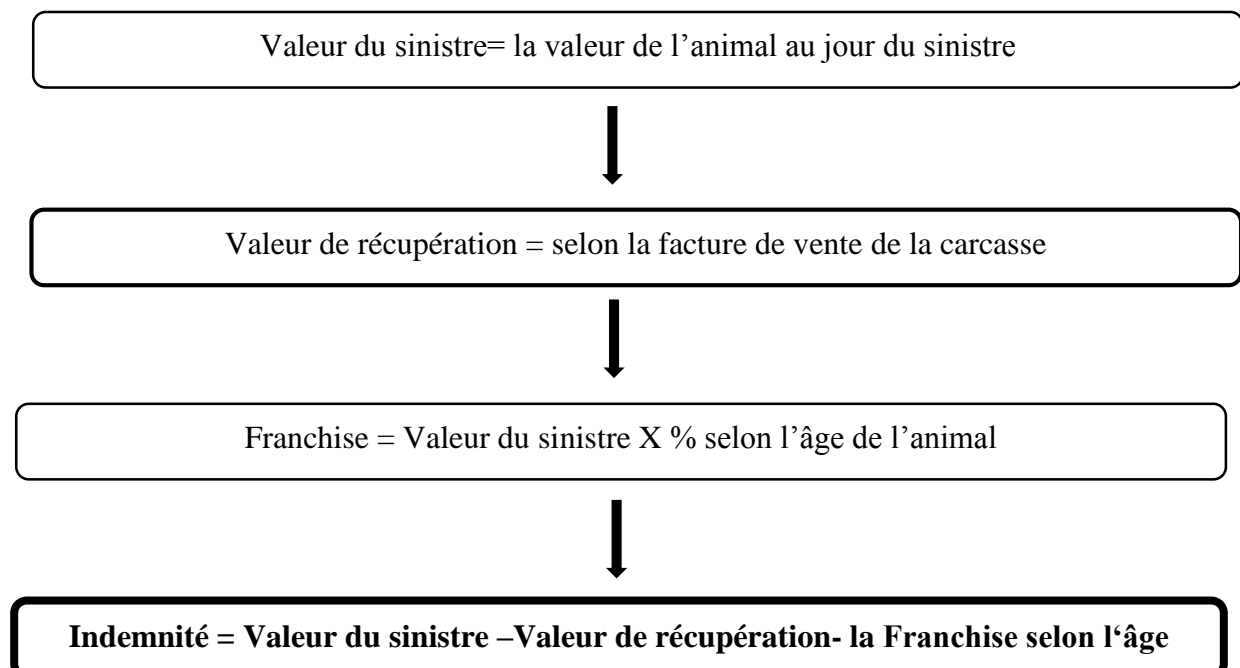 Valeur du sinistre= la valeur de l’animal au jour du sinistre
Valeur de récupération = selon la facture de vente de la carcasse
Franchise = Valeur du sinistre X % selon l’âge de l’animal
Indemnité = Valeur du sinistre –Valeur de récupération- la Franchise selon l‘âge